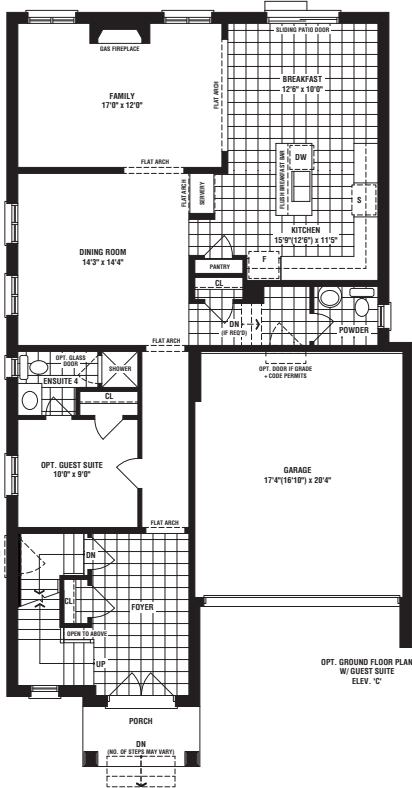 SLIDING PATIO DOOR
GAS FIREPLACE
FAMILY
17'0" x 12'0"
FLAT ARCH
BREAKFAST
12'6" x 10'0"
FLAT ARCH
FLAT ARCH
SERVERY
FLUSH BREAKFAST BAR
DW
S
DINING ROOM
14'3" x 14'4"
KITCHEN
15'9"(12'6") x 11'5"
PANTRY
F
CL
DN
(IF REQ'D)
POWDER
FLAT ARCH
OPT. GLASS
DOOR
SHOWER
ENSUITE 4
CL
OPT. DOOR IF GRADE
+ CODE PERMITS
OPT. GUEST SUITE
10'0" x 9'0"
GARAGE
17'4"(16'10") x 20'4"
FLAT ARCH
DN
CL
FOYER
OPEN TO ABOVE
UP
OPT. GROUND FLOOR PLAN
W/ GUEST SUITE
ELEV. 'C'
PORCH
DN
(NO. OF STEPS MAY VARY)